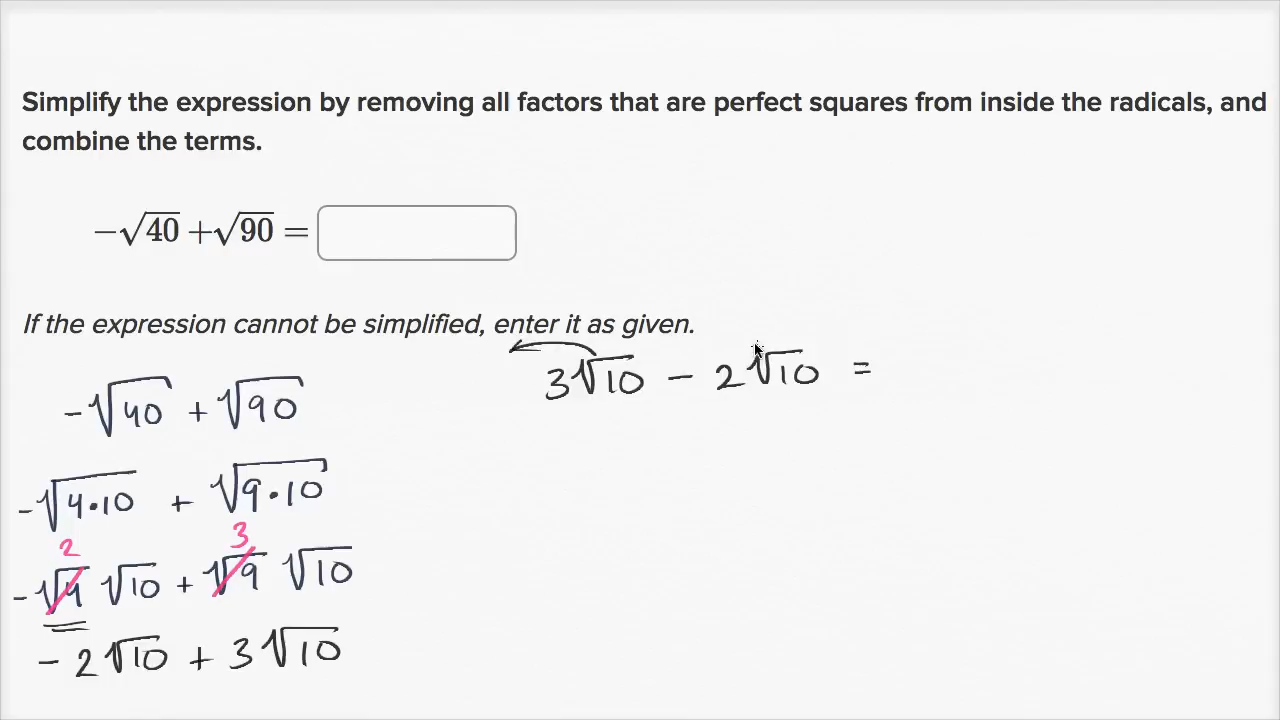 Simplify the expression by removing all factors that are perfect squares from inside the radicals, and
combine the terms.
−√40 +√90 =
If the expression cannot be simplified, enter it as given.
3√10 − 2√10 =
-√40 + √90
-√4·10 + √9·10
2 3
-√4 √10 + √9 √10
- 2√10 + 3√10